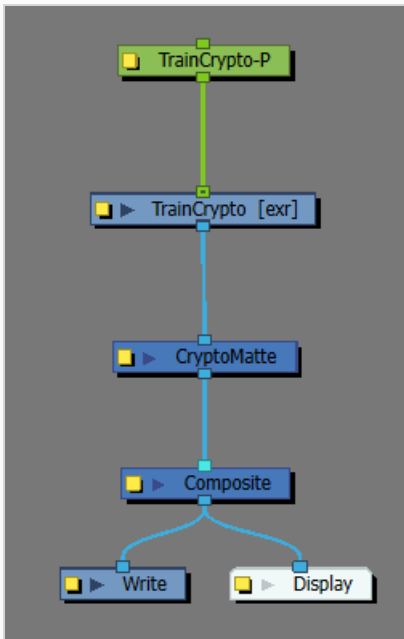 TrainCrypto-P
TrainCrypto [exr]
CryptoMatte
Composite
Write
Display